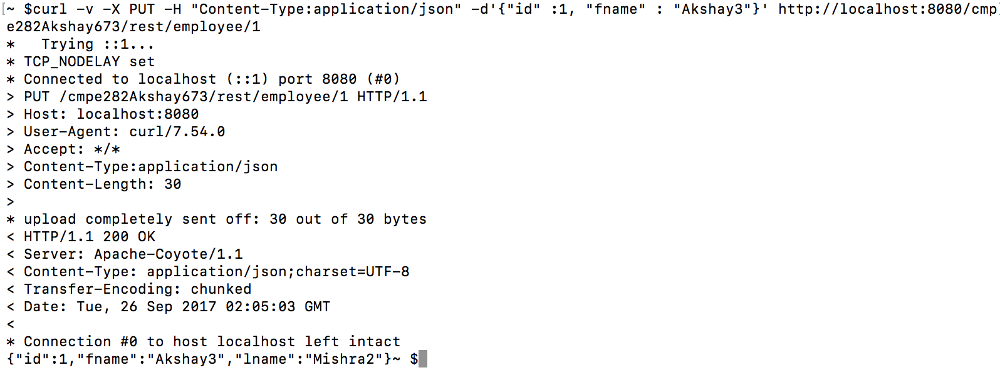 [~ $curl -v -X PUT -H "Content-Type:application/json" -d'{"id" :1, "fname" : "Akshay3"}' http://localhost:8080/cmp
e282Akshay673/rest/employee/1
*   Trying ::1...
* TCP_NODELAY set
* Connected to localhost (::1) port 8080 (#0)
> PUT /cmpe282Akshay673/rest/employee/1 HTTP/1.1
> Host: localhost:8080
> User-Agent: curl/7.54.0
> Accept: */*
> Content-Type:application/json
> Content-Length: 30
>
* upload completely sent off: 30 out of 30 bytes
< HTTP/1.1 200 OK
< Server: Apache-Coyote/1.1
< Content-Type: application/json;charset=UTF-8
< Transfer-Encoding: chunked
< Date: Tue, 26 Sep 2017 02:05:03 GMT
<
* Connection #0 to host localhost left intact
{"id":1,"fname":"Akshay3","lname":"Mishra2"}~ $